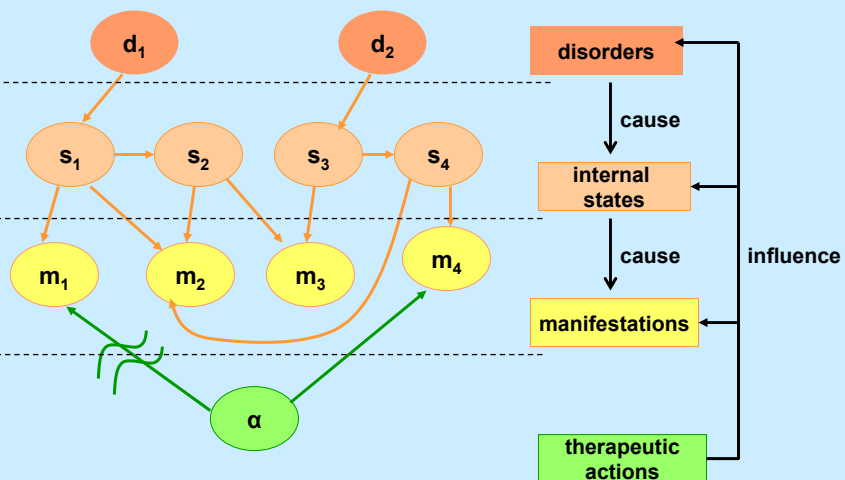 d₁
d₂
disorders
cause
s₁
s₂
s₃
s₄
internal
states
cause
influence
m₁
m₂
m₃
m₄
manifestations
α
therapeutic
actions